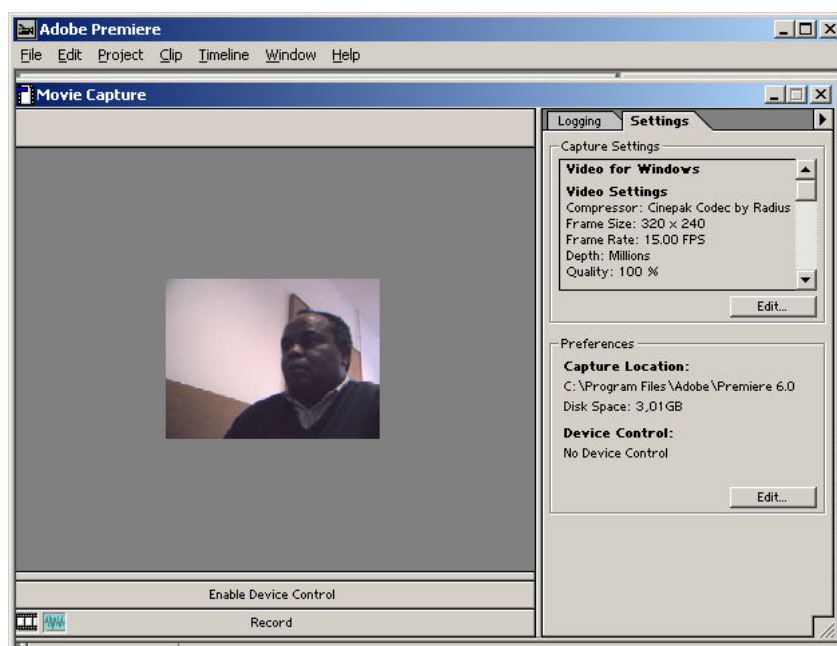 Adobe Premiere
File Edit Project Clip Timeline Window Help
Movie Capture
Logging Settings
Capture Settings
Video for Windows
Video Settings
Compressor: Cinepak Codec by Radius
Frame Size: 320 x 240
Frame Rate: 15.00 FPS
Depth: Millions
Quality: 100 %
Edit...
Preferences
Capture Location:
C:\Program Files\Adobe\Premiere 6.0
Disk Space: 3,01GB
Device Control:
No Device Control
Edit...
Enable Device Control
Record